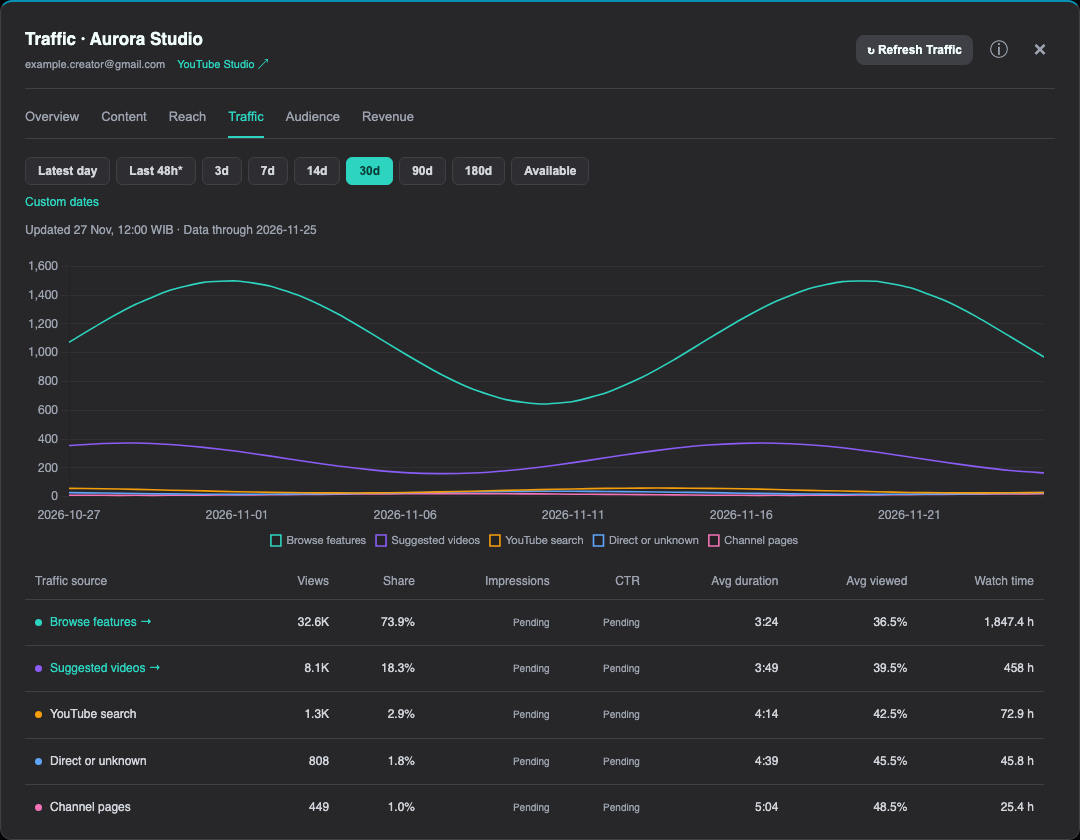 Traffic · Aurora Studio
example.creator@gmail.com YouTube Studio ↗
↻ Refresh Traffic ⓘ ✕
Overview Content Reach Traffic Audience Revenue
Latest day Last 48h* 3d 7d 14d 30d 90d 180d Available
Custom dates
Updated 27 Nov, 12:00 WIB · Data through 2026-11-25
1,600
1,400
1,200
1,000
800
600
400
200
0
2026-10-27 2026-11-01 2026-11-06 2026-11-11 2026-11-16 2026-11-21
Browse features Suggested videos YouTube search Direct or unknown Channel pages
Traffic source Views Share Impressions CTR Avg duration Avg viewed Watch time
Browse features → 32.6K 73.9% Pending Pending 3:24 36.5% 1,847.4 h
Suggested videos → 8.1K 18.3% Pending Pending 3:49 39.5% 458 h
YouTube search 1.3K 2.9% Pending Pending 4:14 42.5% 72.9 h
Direct or unknown 808 1.8% Pending Pending 4:39 45.5% 45.8 h
Channel pages 449 1.0% Pending Pending 5:04 48.5% 25.4 h